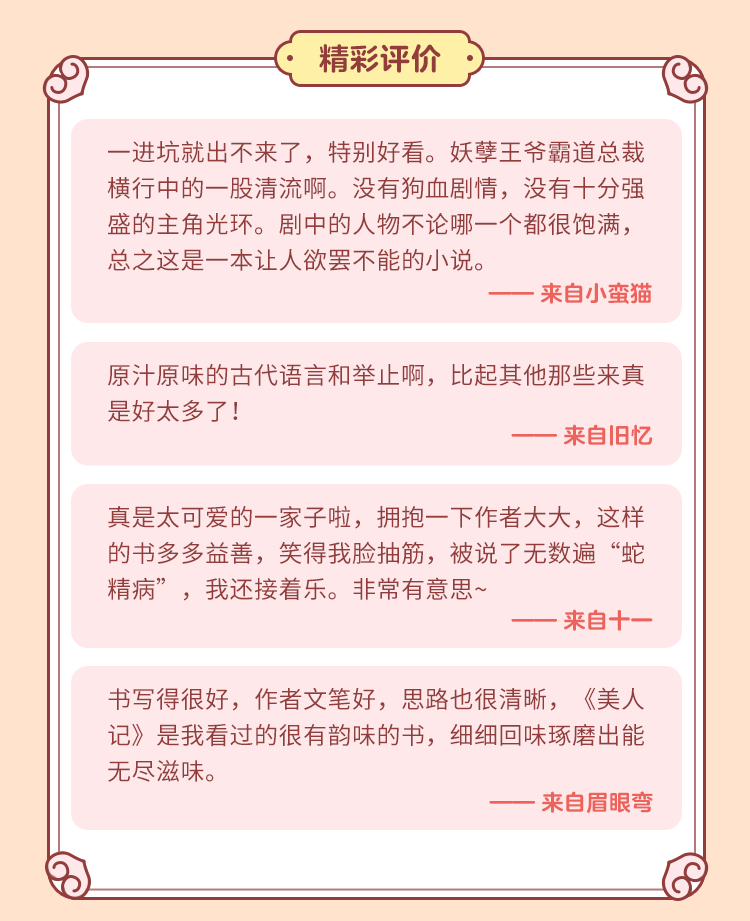 精彩评价
一进坑就出不来了，特别好看。妖孽王爷霸道总裁
横行中的一股清流啊。没有狗血剧情，没有十分强
盛的主角光环。剧中的人物不论哪一个都很饱满，
总之这是一本让人欲罢不能的小说。
—— 来自小蛮猫
原汁原味的古代语言和举止啊，比起其他那些来真
是好太多了！
—— 来自旧忆
真是太可爱的一家子啦，拥抱一下作者大大，这样
的书多多益善，笑得我脸抽筋，被说了无数遍“蛇
精病”，我还接着乐。非常有意思~
—— 来自十一
书写得很好，作者文笔好，思路也很清晰，《美人
记》是我看过的很有韵味的书，细细回味琢磨出能
无尽滋味。
—— 来自眉眼弯